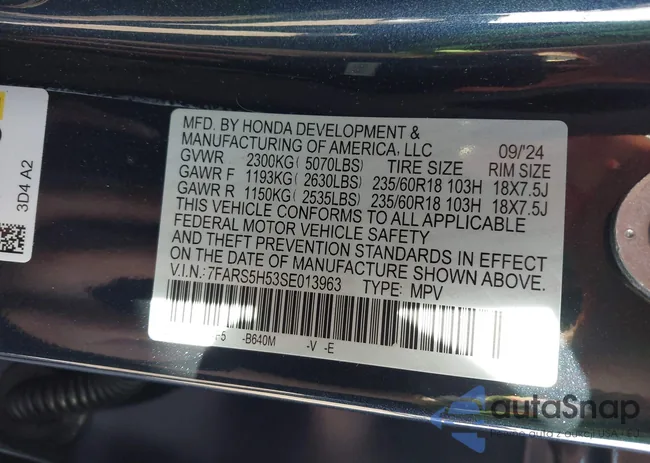 MFD. BY HONDA DEVELOPMENT &
MANUFACTURING OF AMERICA, LLC 09/'24
GVWR 2300KG( 5070LBS) TIRE SIZE RIM SIZE
GAWR F 1193KG( 2630LBS) 235/60R18 103H 18X7.5J
GAWR R 1150KG( 2535LBS) 235/60R18 103H 18X7.5J
THIS VEHICLE CONFORMS TO ALL APPLICABLE
FEDERAL MOTOR VEHICLE SAFETY
AND THEFT PREVENTION STANDARDS IN EFFECT
ON THE DATE OF MANUFACTURE SHOWN ABOVE.
V.I.N.: 7FARS5H53SE013963 TYPE: MPV
-B640M -V -E
3D4 A2
autoSnap